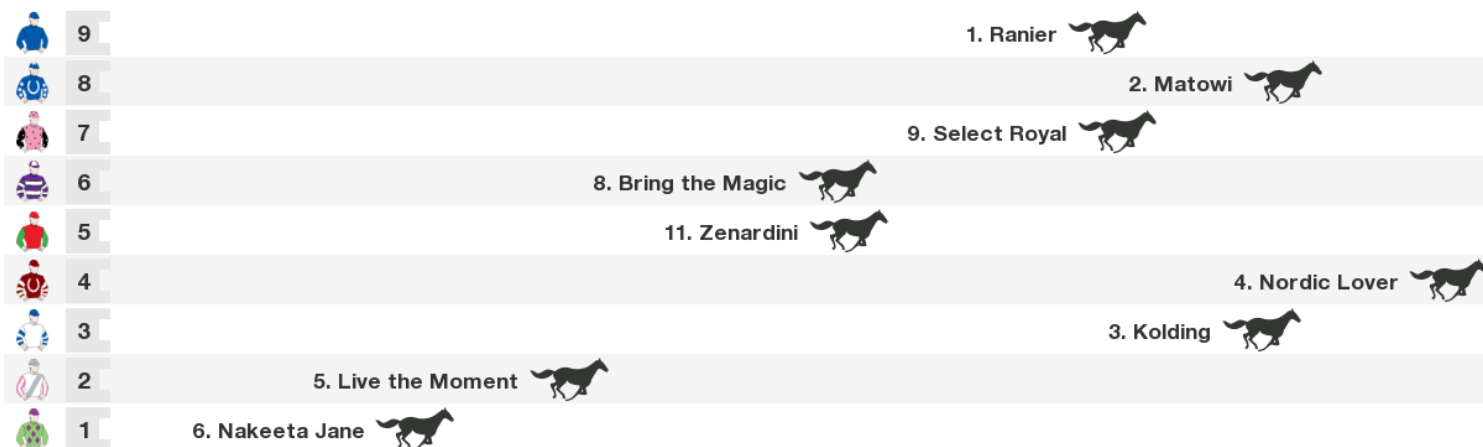 9 1. Ranier
8 2. Matowi
7 9. Select Royal
6 8. Bring the Magic
5 11. Zenardini
4 4. Nordic Lover
3 3. Kolding
2 5. Live the Moment
1 6. Nakeeta Jane